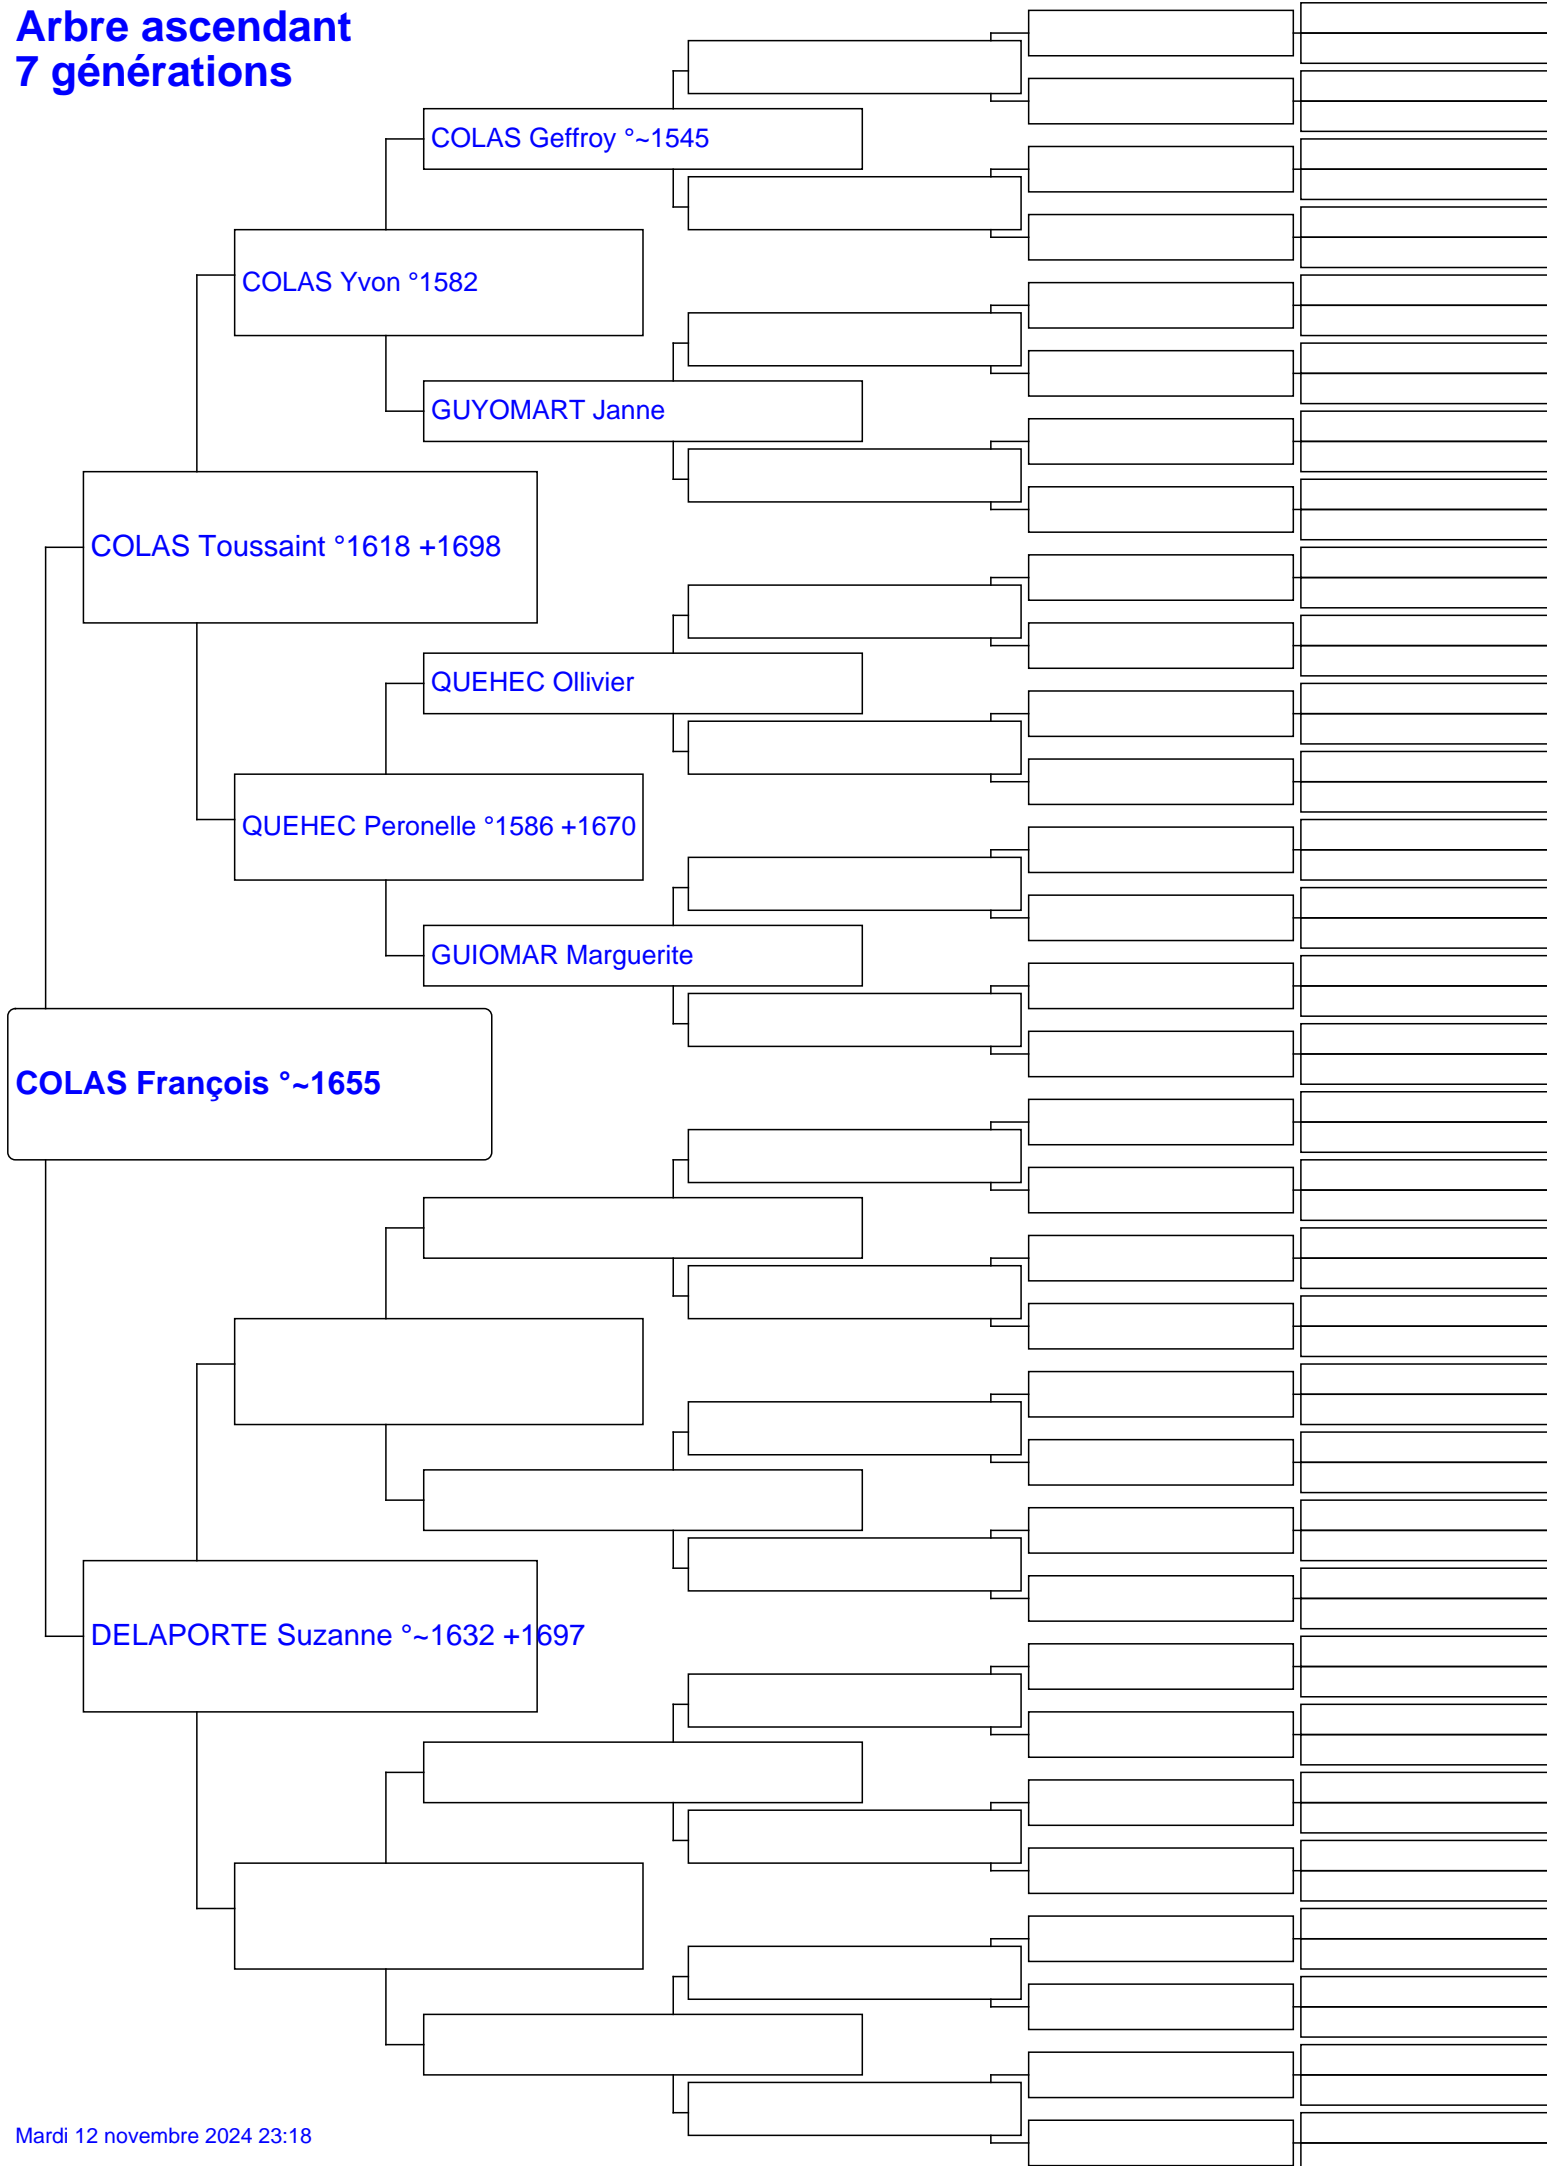 Arbre ascendant
7 générations
COLAS Geffroy °~1545
COLAS Yvon °1582
GUYOMART Janne
COLAS Toussaint °1618 +1698
QUEHEC Ollivier
QUEHEC Peronelle °1586 +1670
GUIOMAR Marguerite
COLAS François °~1655
DELAPORTE Suzanne °~1632 +1697
Mardi 12 novembre 2024 23:18